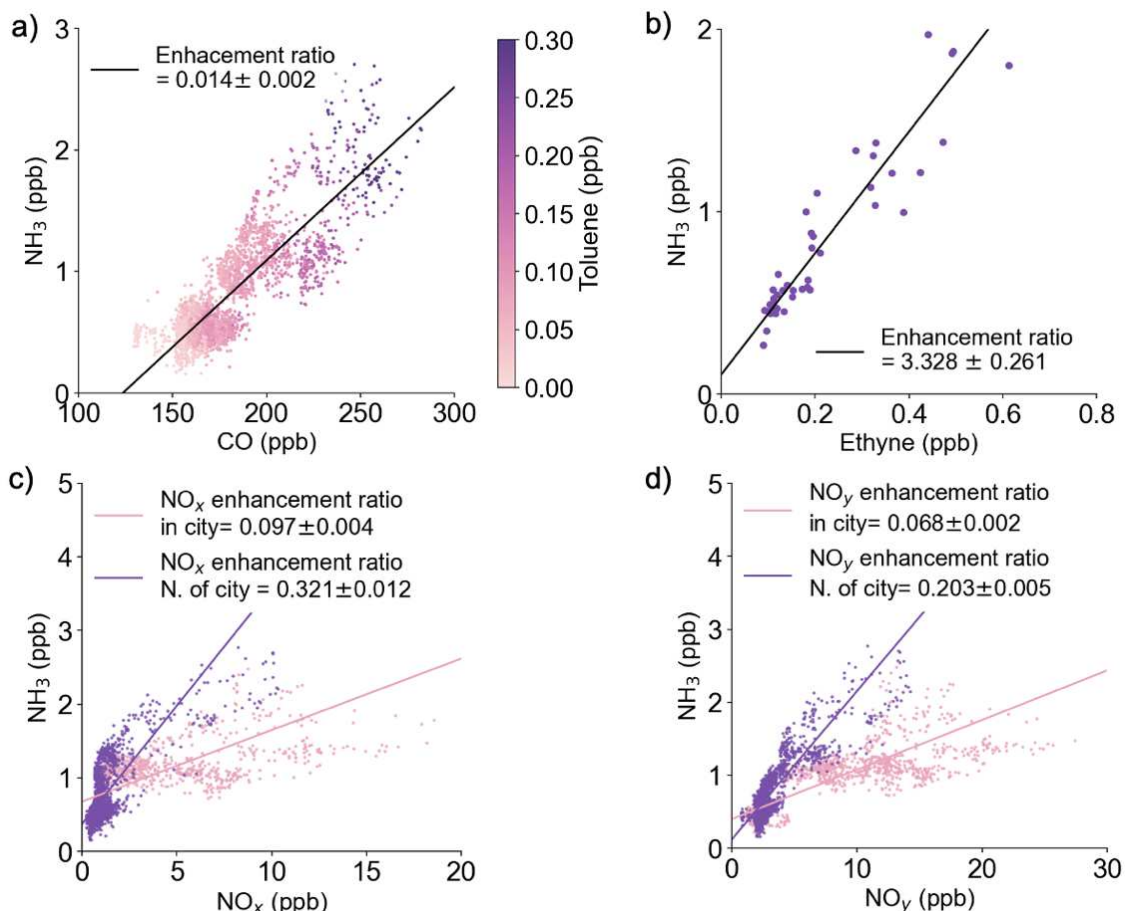 a)
3
2
1
0
NH₃ (ppb)
Enhacement ratio
= 0.014± 0.002
100 150 200 250 300
CO (ppb)
0.30
0.25
0.20
0.15
0.10
0.05
0.00
Toluene (ppb)
b)
2
1
0
NH₃ (ppb)
Enhancement ratio
= 3.328 ± 0.261
0.0 0.2 0.4 0.6 0.8
Ethyne (ppb)
c)
5
4
3
2
1
0
NH₃ (ppb)
NOₓ enhancement ratio
in city= 0.097±0.004
NOₓ enhancement ratio
N. of city = 0.321±0.012
0 5 10 15 20
NOₓ (ppb)
d)
5
4
3
2
1
0
NH₃ (ppb)
NOy enhancement ratio
in city= 0.068±0.002
NOy enhancement ratio
N. of city= 0.203±0.005
0 10 20 30
NOy (ppb)